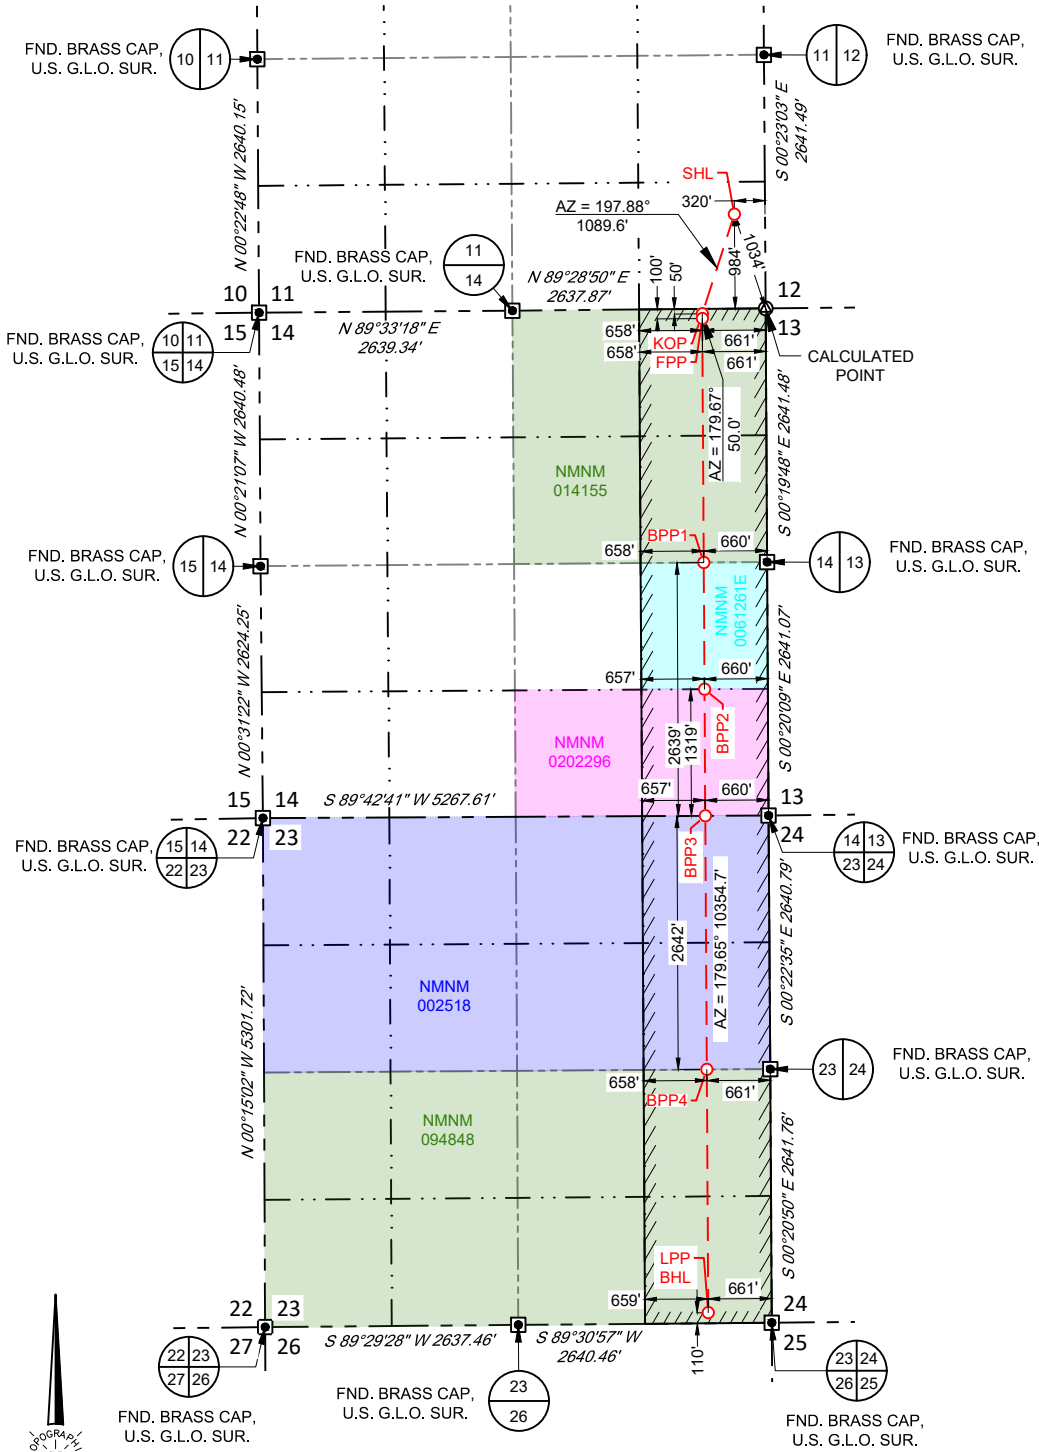 FND. BRASS CAP,
U.S. G.L.O. SUR.
10 11
11 12
FND. BRASS CAP,
U.S. G.L.O. SUR.
N 00°22'48" W 2640.15'
S 00°23'03" E
2641.49'
SHL
320'
AZ = 197.88°
1089.6'
1034'
984'
100'
50'
FND. BRASS CAP,
U.S. G.L.O. SUR.
11
14
N 89°28'50" E
2637.87'
10 11
15 14
12
13
N 89°33'18" E
2639.34'
FND. BRASS CAP,
U.S. G.L.O. SUR.
10 11
15 14
658'
KOP
661'
658'
FPP
661'
CALCULATED
POINT
AZ = 179.67°
50.0'
N 00°21'07" W 2640.48'
S 00°19'48" E 2641.48'
NMNM
014155
FND. BRASS CAP,
U.S. G.L.O. SUR.
15 14
BPP1
658'
660'
14 13
FND. BRASS CAP,
U.S. G.L.O. SUR.
NMNM
0061261E
N 00°31'22" W 2624.25'
S 00°20'09" E 2641.07'
657'
660'
BPP2
2639'
1319'
NMNM
0202296
657'
660'
15 14
22 23
S 89°42'41" W 5267.61'
13
24
FND. BRASS CAP,
U.S. G.L.O. SUR.
15 14
22 23
BPP3
14 13
23 24
FND. BRASS CAP,
U.S. G.L.O. SUR.
2642'
AZ = 179.65° 10354.7'
S 00°22'35" E 2640.79'
NMNM
002518
N 00°15'02" W 5301.72'
658'
BPP4
661'
23 24
FND. BRASS CAP,
U.S. G.L.O. SUR.
NMNM
094848
S 00°20'50" E 2641.76'
LPP
BHL
659'
661'
110'
22 23
27 26
24
25
S 89°29'28" W 2637.46'
S 89°30'57" W
2640.46'
22 23
27 26
FND. BRASS CAP,
U.S. G.L.O. SUR.
FND. BRASS CAP,
U.S. G.L.O. SUR.
23
26
23 24
26 25
FND. BRASS CAP,
U.S. G.L.O. SUR.
OPOGRAPHI